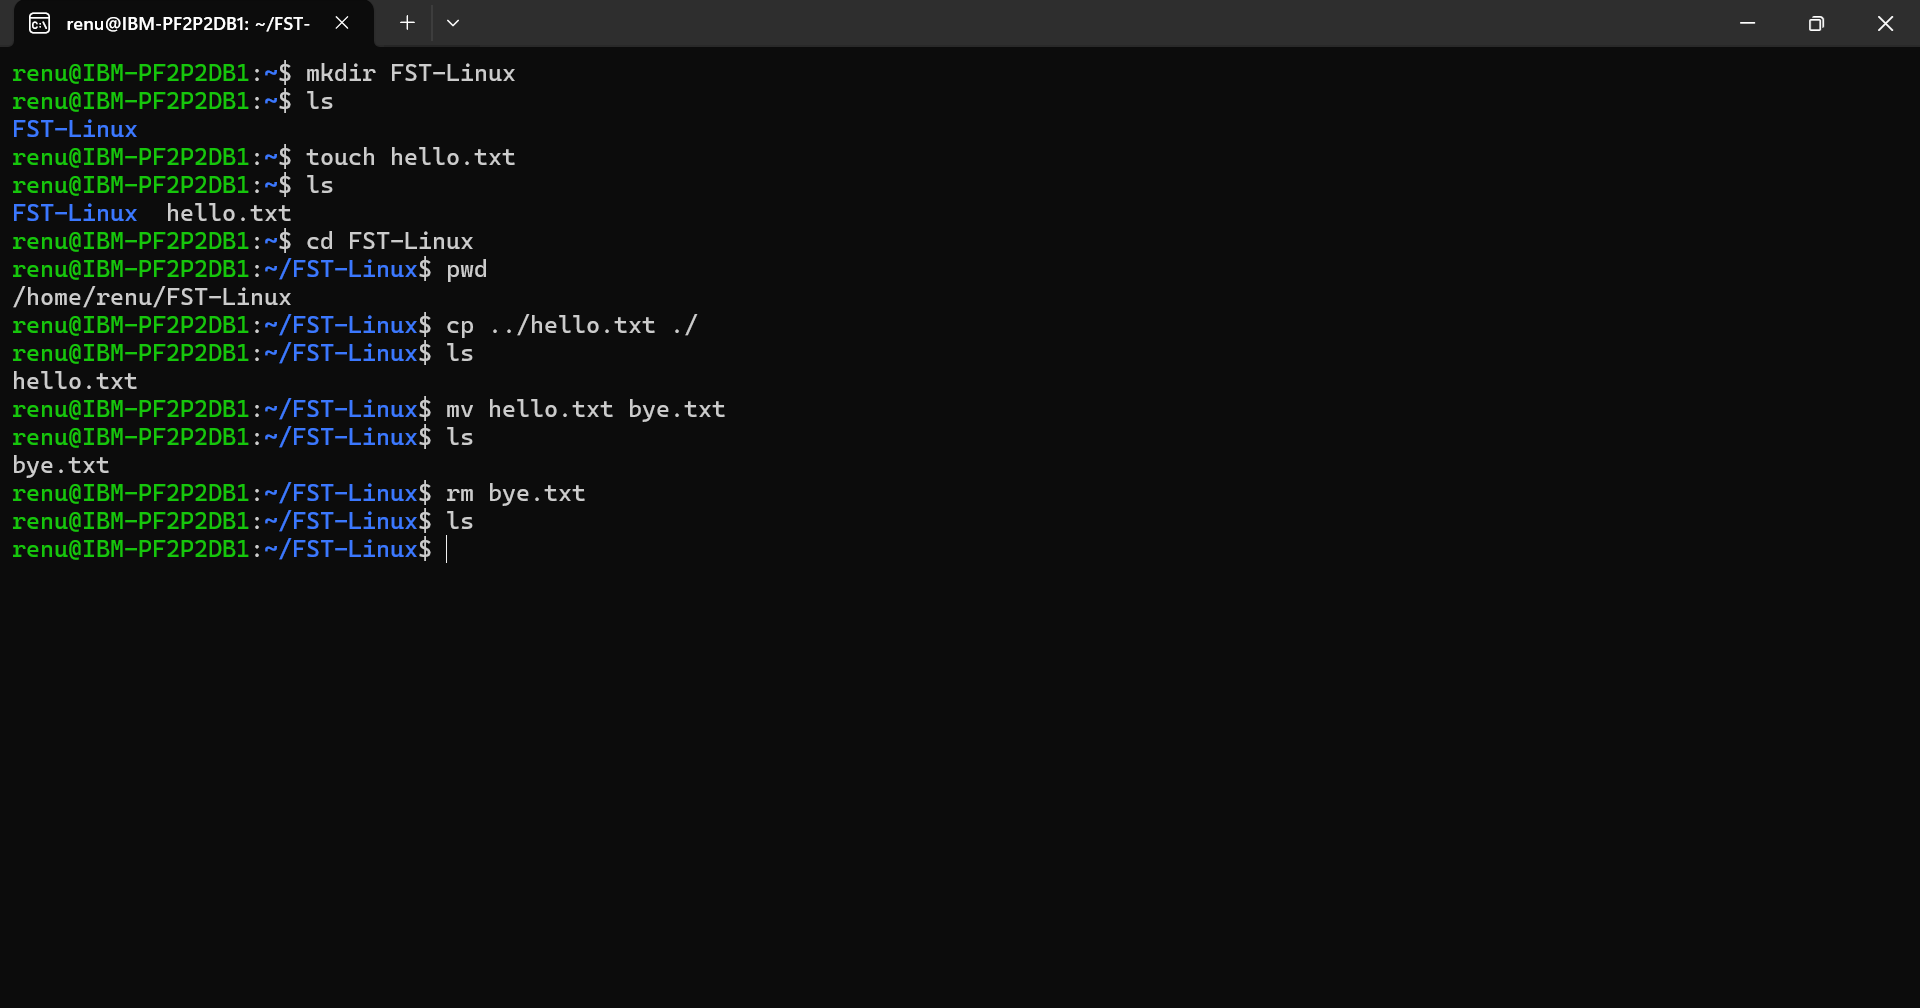 renu@IBM-PF2P2DB1: ~/FST-
renu@IBM-PF2P2DB1:~$ mkdir FST-Linux
renu@IBM-PF2P2DB1:~$ ls
FST-Linux
renu@IBM-PF2P2DB1:~$ touch hello.txt
renu@IBM-PF2P2DB1:~$ ls
FST-Linux  hello.txt
renu@IBM-PF2P2DB1:~$ cd FST-Linux
renu@IBM-PF2P2DB1:~/FST-Linux$ pwd
/home/renu/FST-Linux
renu@IBM-PF2P2DB1:~/FST-Linux$ cp ../hello.txt ./
renu@IBM-PF2P2DB1:~/FST-Linux$ ls
hello.txt
renu@IBM-PF2P2DB1:~/FST-Linux$ mv hello.txt bye.txt
renu@IBM-PF2P2DB1:~/FST-Linux$ ls
bye.txt
renu@IBM-PF2P2DB1:~/FST-Linux$ rm bye.txt
renu@IBM-PF2P2DB1:~/FST-Linux$ ls
renu@IBM-PF2P2DB1:~/FST-Linux$